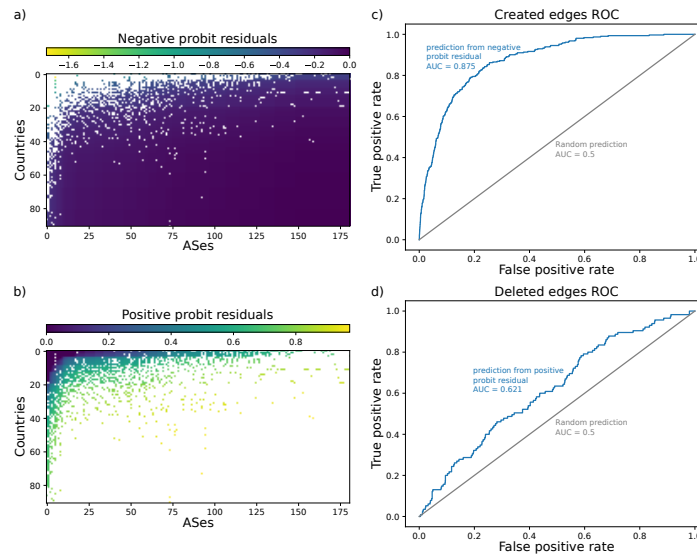 a)
Negative probit residuals
−1.6 −1.4 −1.2 −1.0 −0.8 −0.6 −0.4 −0.2 0.0
0
20
40
60
80
Countries
0 25 50 75 100 125 150 175
ASes
b)
Positive probit residuals
0.0 0.2 0.4 0.6 0.8
0
20
40
60
80
Countries
0 25 50 75 100 125 150 175
ASes
c)
Created edges ROC
1.0
0.8
0.6
0.4
0.2
0.0
True positive rate
prediction from negative
probit residual
AUC = 0.875
Random prediction
AUC = 0.5
0.0 0.2 0.4 0.6 0.8 1.0
False positive rate
d)
Deleted edges ROC
1.0
0.8
0.6
0.4
0.2
0.0
True positive rate
prediction from positive
probit residual
AUC = 0.621
Random prediction
AUC = 0.5
0.0 0.2 0.4 0.6 0.8 1.0
False positive rate